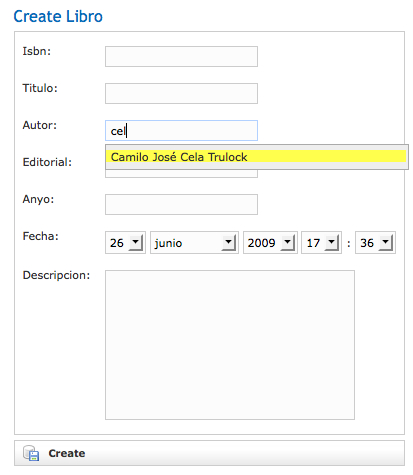 Create Libro
Isbn:
Titulo:
Autor: cel
Camilo José Cela Trulock
Editorial:
Anyo:
Fecha: 26 junio 2009 17 : 36
Descripcion:
Create